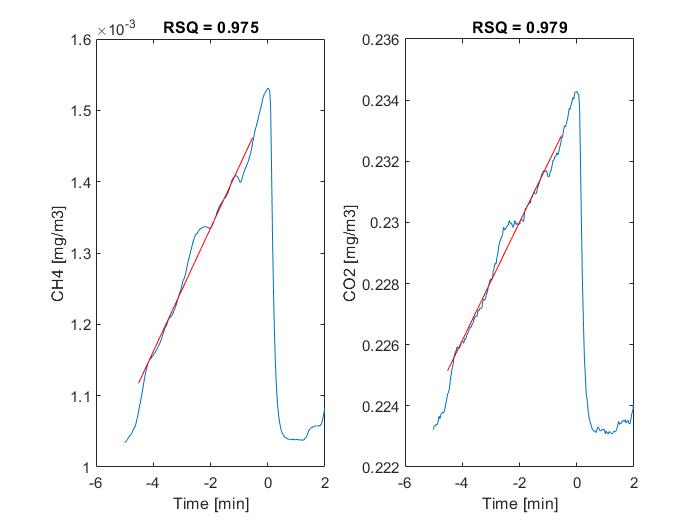 ×10⁻³
RSQ = 0.975
1.6
1.5
1.4
1.3
1.2
1.1
1
CH4 [mg/m3]
-6 -4 -2 0 2
Time [min]
RSQ = 0.979
0.236
0.234
0.232
0.23
0.228
0.226
0.224
0.222
CO2 [mg/m3]
-6 -4 -2 0 2
Time [min]